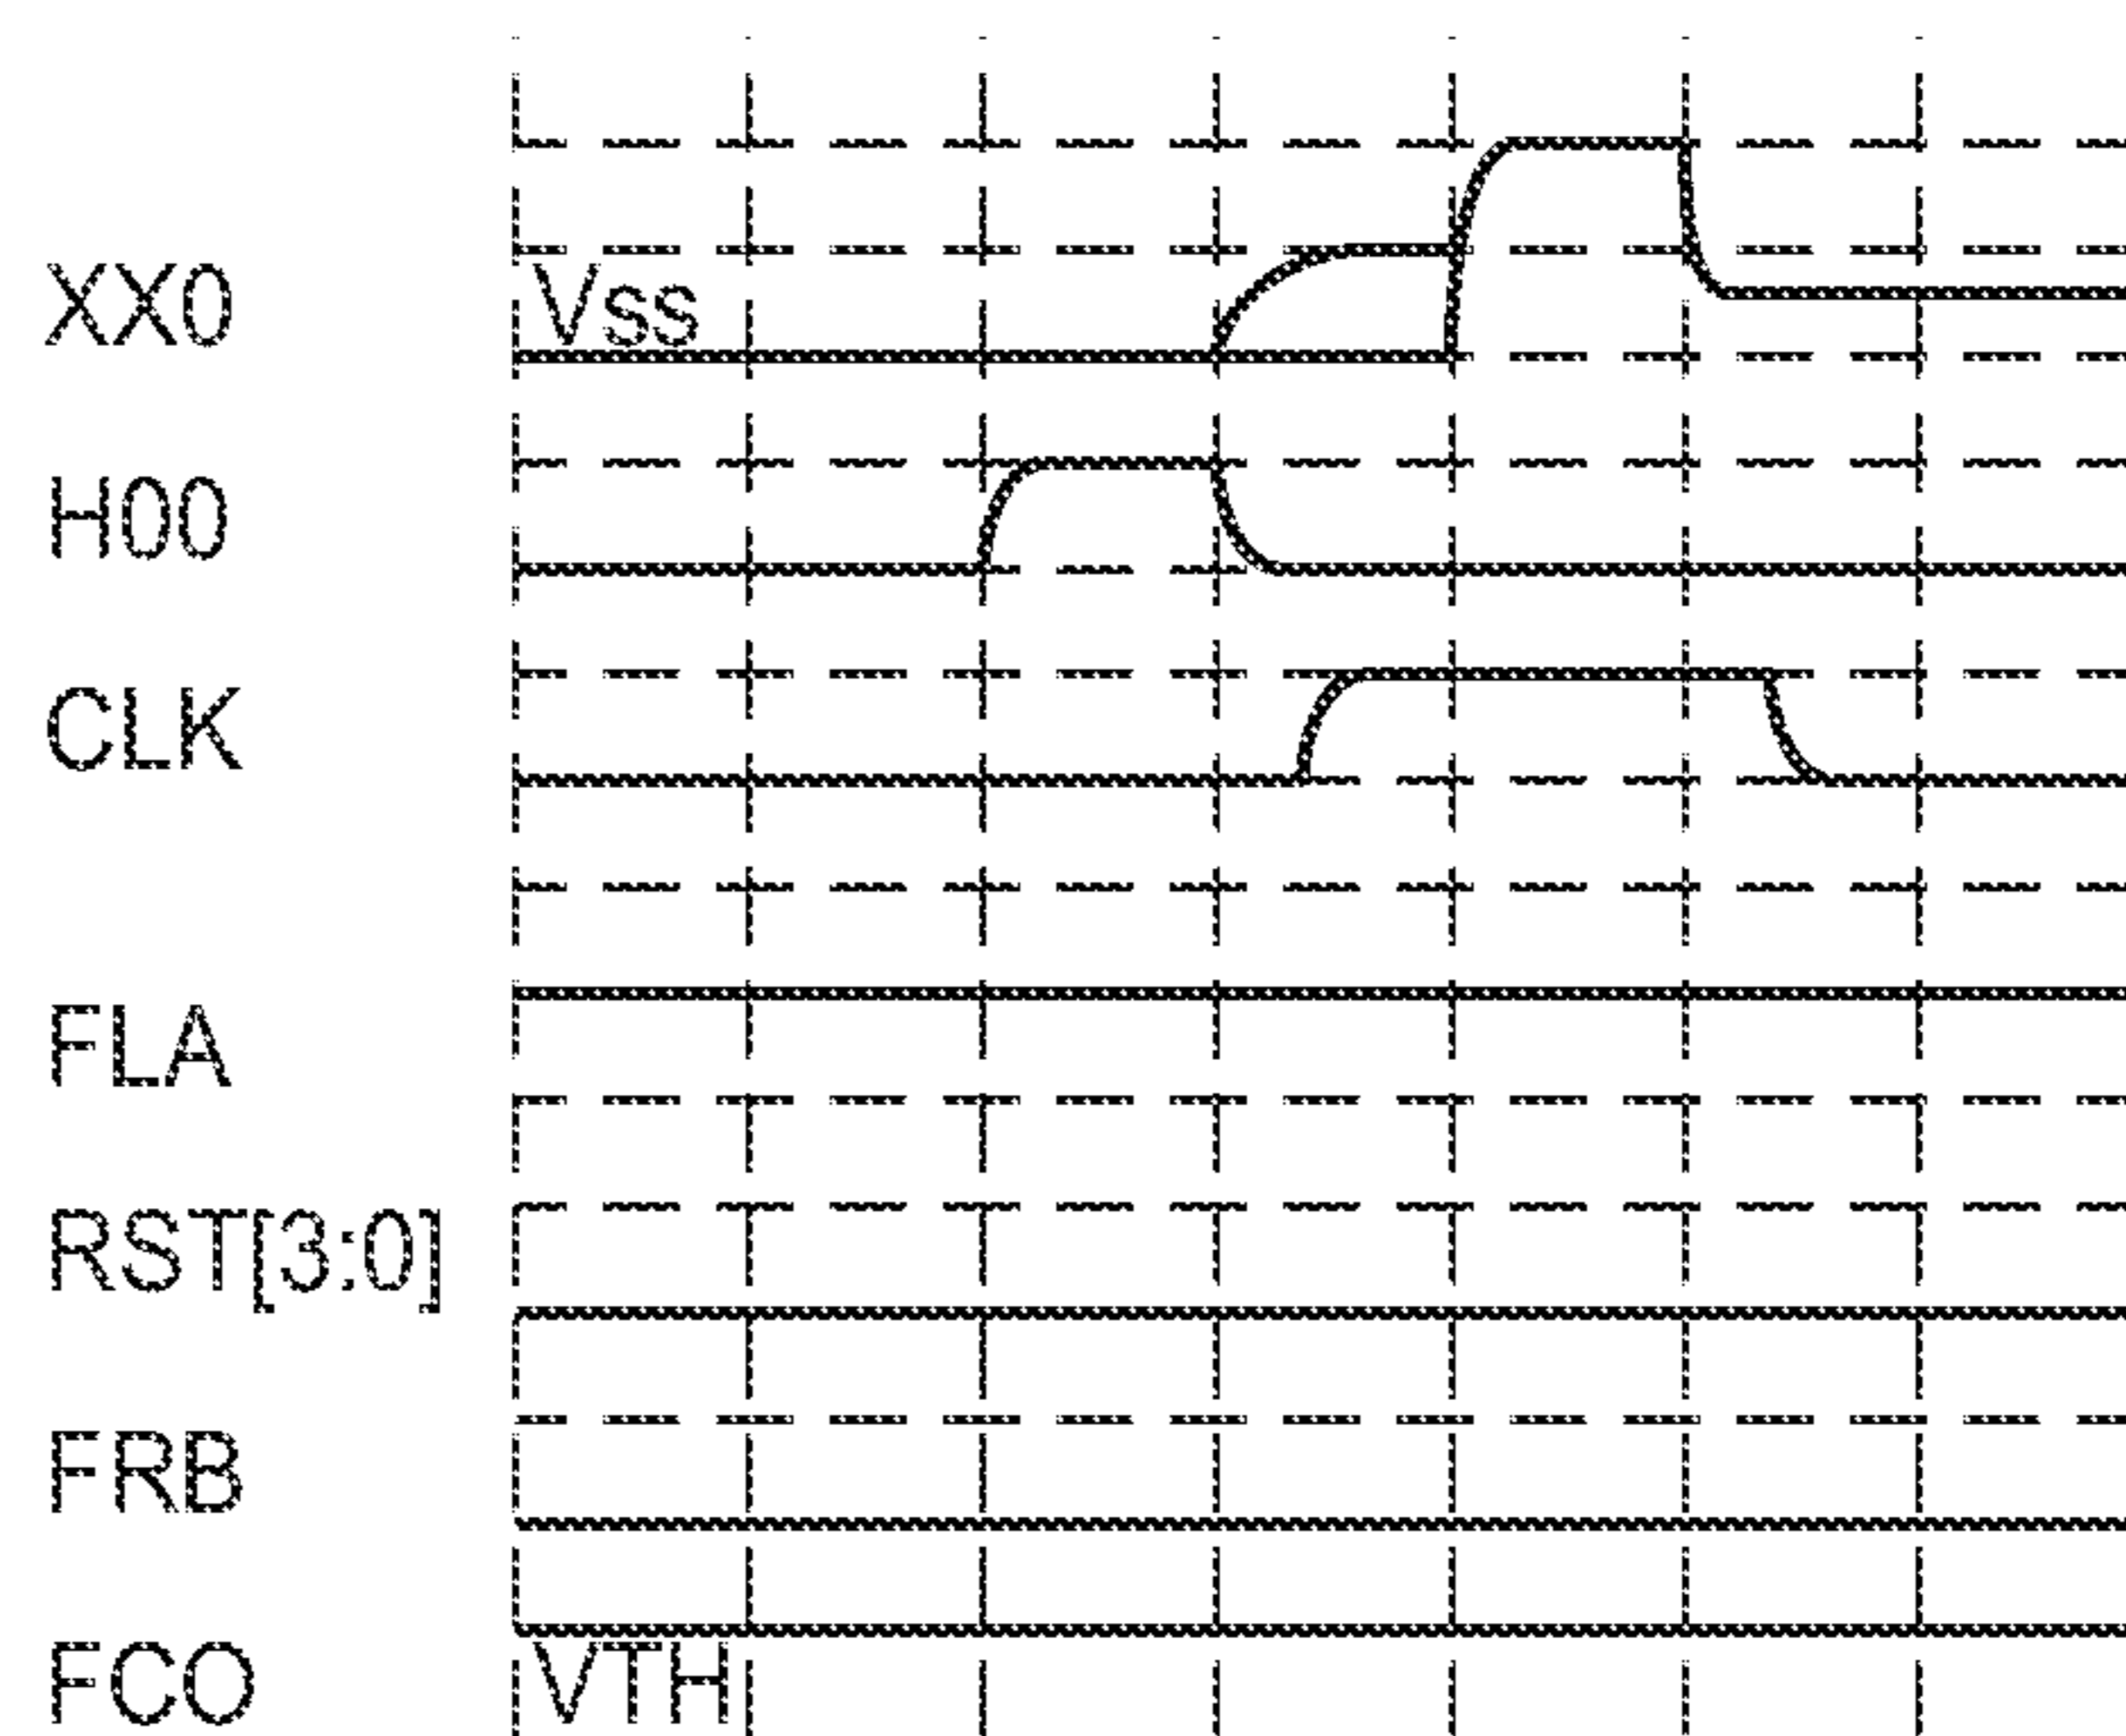 XX0 Vss
H00
CLK
FLA
RST[3:0]
FRB
FCO VTH